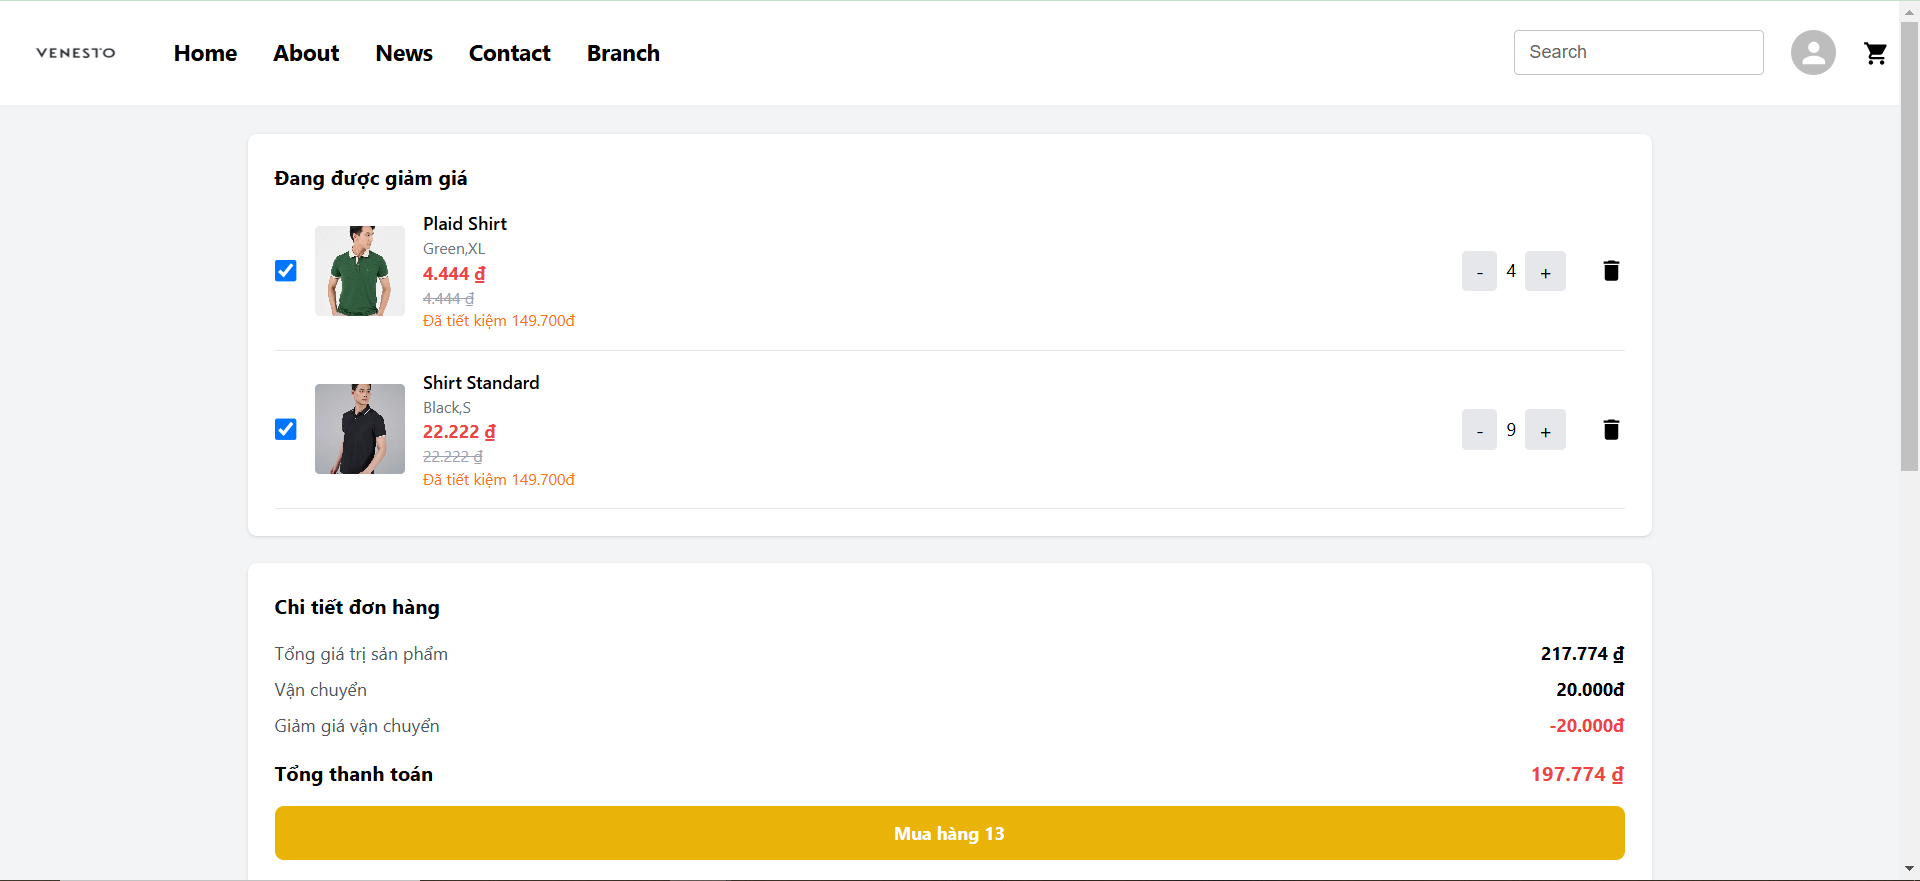 VENESTO Home About News Contact Branch Search
Đang được giảm giá
Plaid Shirt
Green,XL
4.444 ₫
4.444 ₫
Đã tiết kiệm 149.700đ
- 4 +
Shirt Standard
Black,S
22.222 ₫
22.222 ₫
Đã tiết kiệm 149.700đ
- 9 +
Chi tiết đơn hàng
Tổng giá trị sản phẩm 217.774 ₫
Vận chuyển 20.000đ
Giảm giá vận chuyển -20.000đ
Tổng thanh toán 197.774 ₫
Mua hàng 13